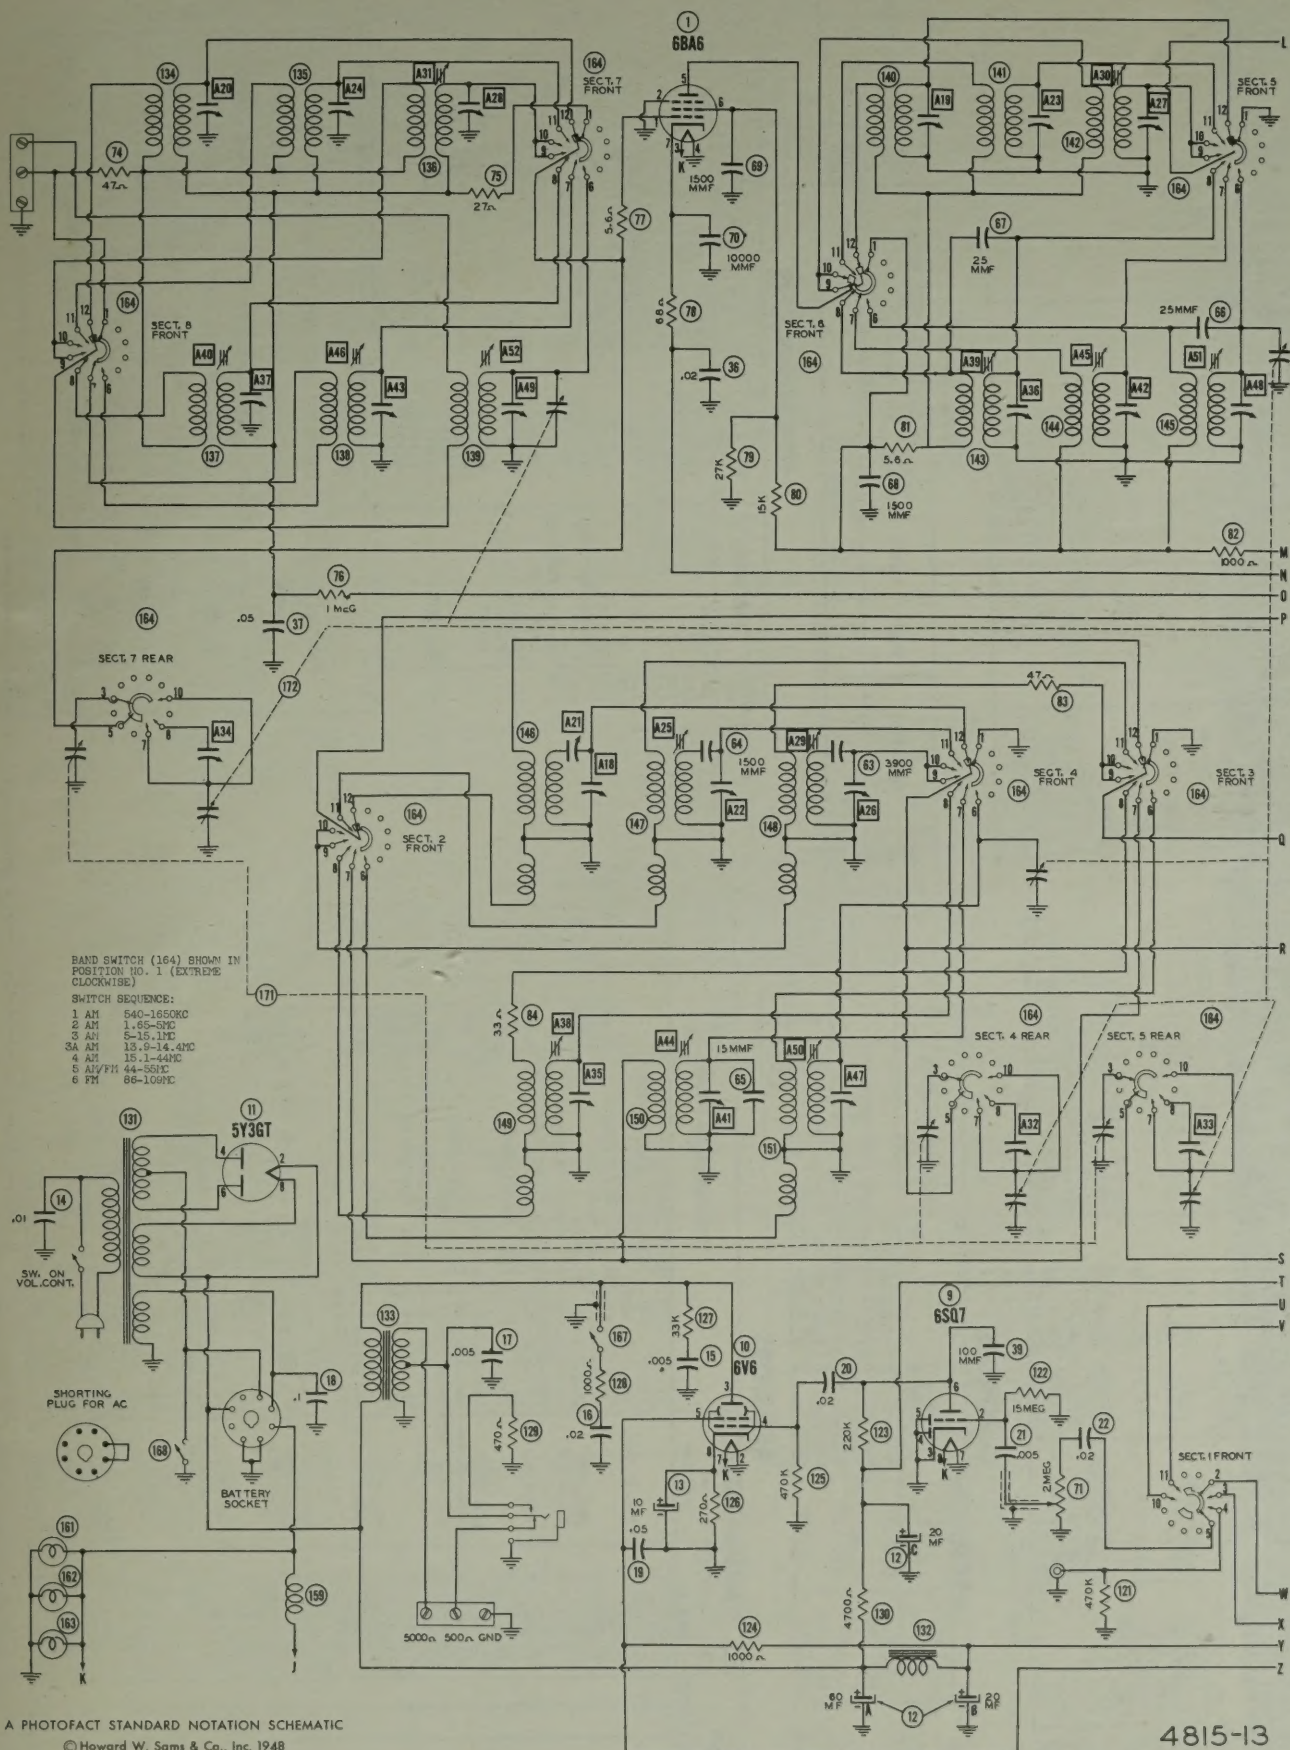 1
6BA6
134
135
A31
164
SECT. 7
FRONT
A20
A24
A28
140
141
A30
SECT. 5
FRONT
A19
A23
A27
142
164
L
74
47Ω
136
75
27Ω
77
5.6Ω
K
1500
MMF
69
70
10000
MMF
78
68Ω
36
.02
67
25
MMF
164
SECT. 8
FRONT
SECT. 6
FRONT
164
25MMF
66
A40
A46
A52
A37
A43
A49
137
138
139
A39
A45
A51
A36
A42
A48
143
144
145
79
27K
80
15K
81
5.6Ω
68
1500
MMF
82
1000Ω
M
N
O
P
76
1 MEG
.05
37
164
SECT. 7 REAR
172
A34
146
A21
A25
64
1500
MMF
A29
63
3900
MMF
47Ω
83
A18
A22
A26
147
148
SECT. 4
FRONT
164
SECT. 3
FRONT
164
164
SECT. 2
FRONT
Q
R
BAND SWITCH (164) SHOWN IN
POSITION NO. 1 (EXTREME
CLOCKWISE)
SWITCH SEQUENCE:
1 AM 540-1650KC
2 AM 1.65-5MC
3 AM 5-15.1MC
3A AM 13.9-14.4MC
4 AM 15.1-44MC
5 AM/FM 44-55MC
6 FM 86-109MC
171
84
33Ω
A38
A35
A44
15MMF
65
A41
A50
A47
149
150
151
164
SECT. 4 REAR
SECT. 5 REAR
164
A32
A33
131
11
5Y3GT
14
.01
SW. ON
VOL. CONT.
S
T
U
V
133
17
.005
167
1000Ω
128
16
.02
127
33K
.005
15
10
6V6
20
.02
9
6SQ7
100
MMF
39
122
15MEG
21
.005
22
.02
2 MEG
71
SECT. 1 FRONT
SHORTING
PLUG FOR AC
168
18
.1
BATTERY
SOCKET
470Ω
129
10
MF
13
270Ω
126
.05
19
470K
125
220K
123
K
K
20
MF
12
C
4700Ω
130
470K
121
161
162
163
K
159
J
5000Ω 500Ω GND
124
1000Ω
132
W
X
Y
Z
60
MF
A
12
B
20
MF
A PHOTOFACT STANDARD NOTATION SCHEMATIC
© Howard W. Sams & Co., Inc. 1948
4815-13